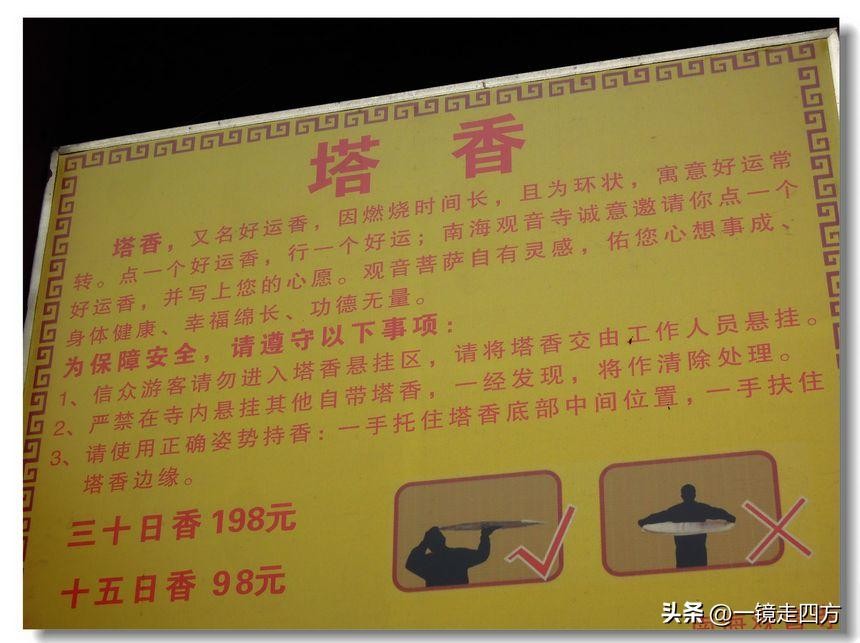 塔香
塔香，又名好运香，因燃烧时间长，且为环状，寓意好运常
转。点一个好运香，行一个好运；南海观音寺诚意邀请你点一个
好运香，并写上您的心愿。观音菩萨自有灵感，佑您心想事成、
身体健康、幸福绵长、功德无量。
为保障安全，请遵守以下事项：
1、信众游客请勿进入塔香悬挂区，请将塔香交由工作人员悬挂。
2、严禁在寺内悬挂其他自带塔香，一经发现，将作清除处理。
3、请使用正确姿势持香：一手托住塔香底部中间位置，一手扶住
塔香边缘。
三十日香198元
十五日香 98元
头条 @一镜走四方